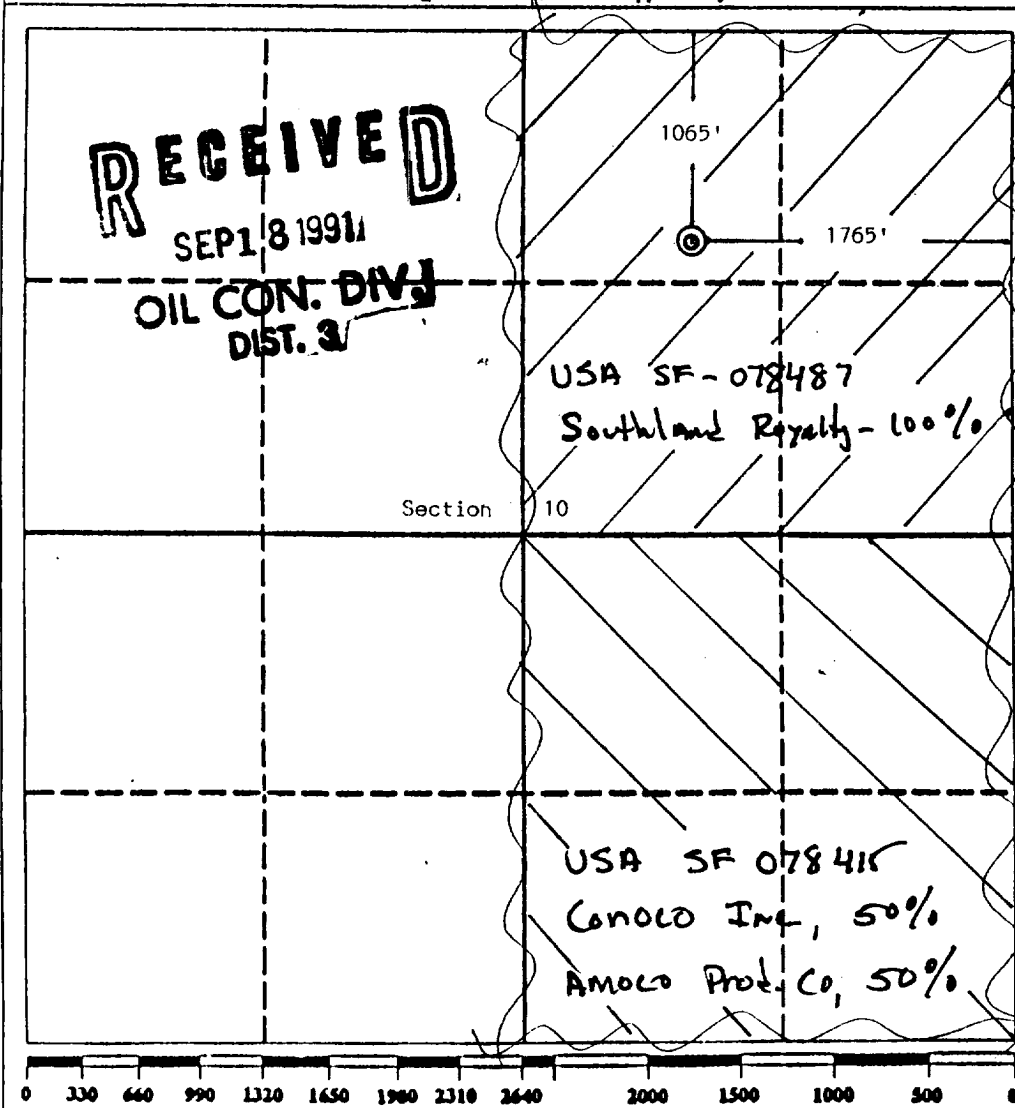 RECEIVED
SEP18 1991
OIL CON. DIV.
DIST. 3
1065'
1765'
USA SF-078487
Southland Royalty-100%
Section 10
USA SF 078415
Conoco Inc, 50%
Amoco Prod. Co, 50%
0 330 660 990 1320 1650 1980 2310 2640 2000 1500 1000 500 0